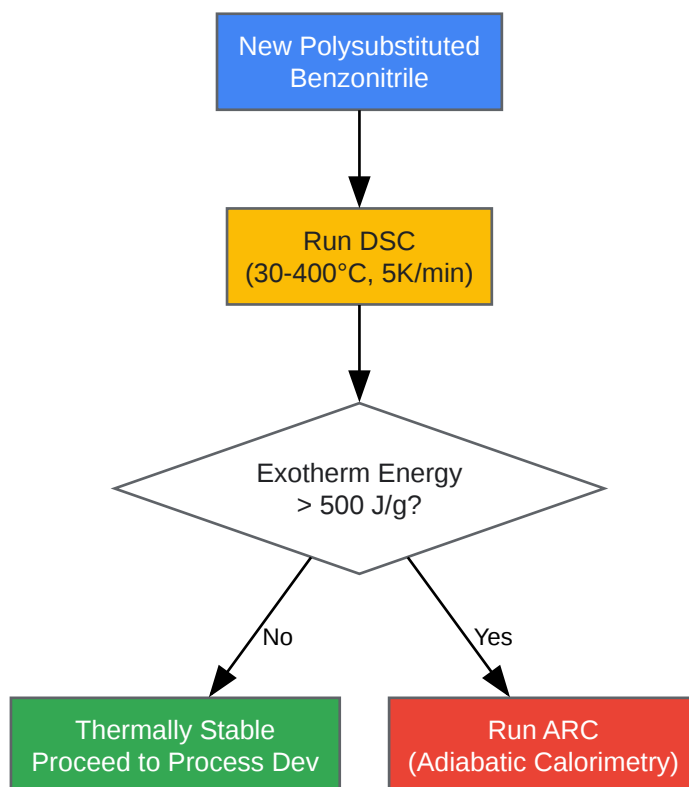 New Polysubstituted
Benzonitrile
Run DSC
(30-400°C, 5K/min)
Exotherm Energy
> 500 J/g?
No
Yes
Thermally Stable
Proceed to Process Dev
Run ARC
(Adiabatic Calorimetry)